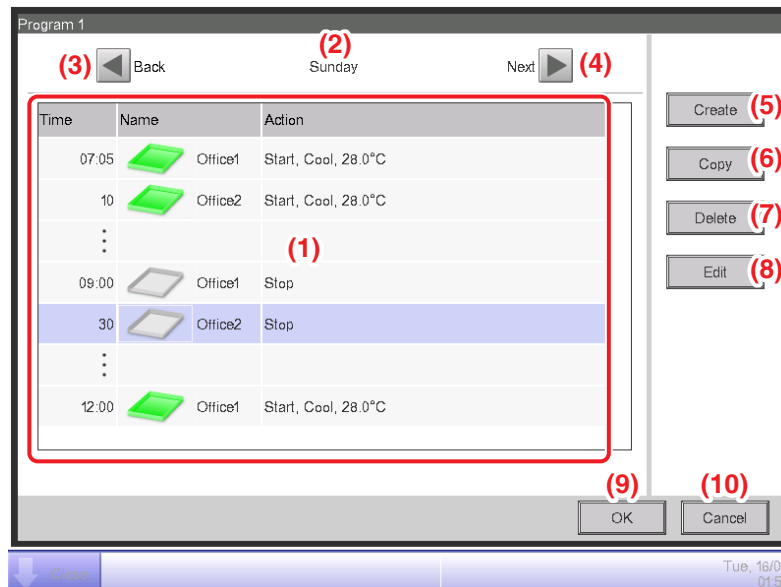 Program 1
(2)
(3) Back Sunday Next (4)
Time Name Action
Create (5)
07:05 Office1 Start, Cool, 28.0°C
Copy (6)
10 Office2 Start, Cool, 28.0°C
Delete (7)
(1)
09:00 Office1 Stop
Edit (8)
30 Office2 Stop
12:00 Office1 Start, Cool, 28.0°C
(9) (10)
OK Cancel
Tue, 16/0